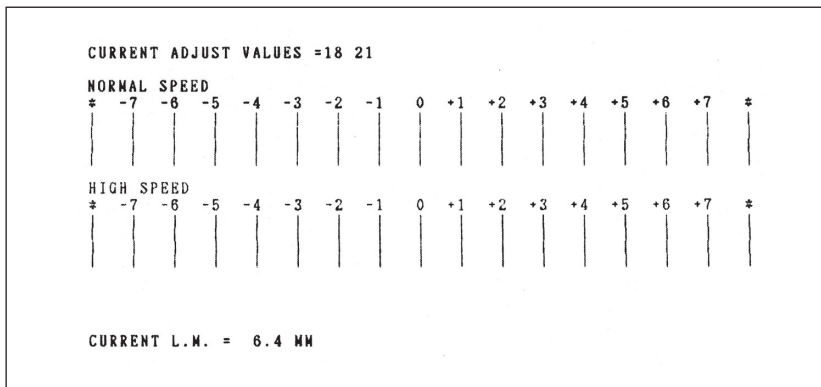 CURRENT ADJUST VALUES =18 21
NORMAL SPEED
* -7 -6 -5 -4 -3 -2 -1 0 +1 +2 +3 +4 +5 +6 +7 *
HIGH SPEED
* -7 -6 -5 -4 -3 -2 -1 0 +1 +2 +3 +4 +5 +6 +7 *
CURRENT L.M. = 6.4 MM